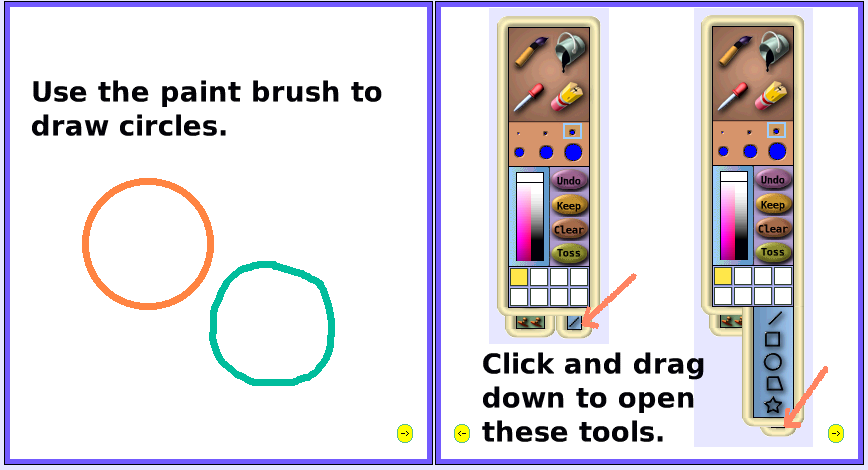 Use the paint brush to
draw circles.
Undo
Keep
Clear
Toss
Undo
Keep
Clear
Toss
Click and drag
down to open
these tools.